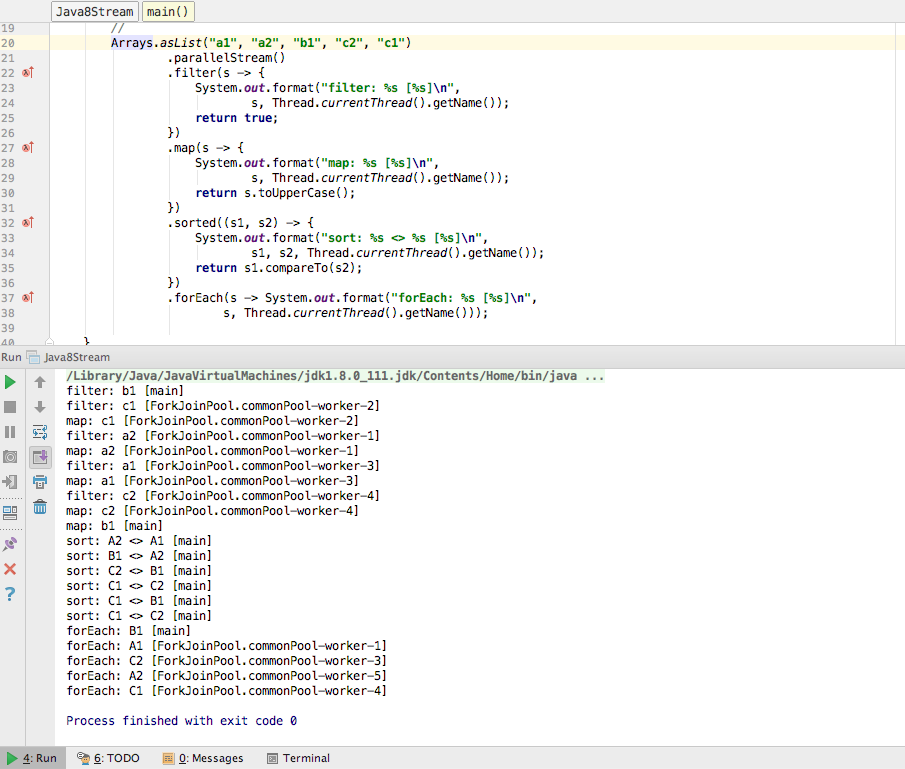 Java8Stream main()
19 //
20 Arrays.asList("a1", "a2", "b1", "c2", "c1")
21 .parallelStream()
22 .filter(s -> {
23 System.out.format("filter: %s [%s]\n",
24 s, Thread.currentThread().getName());
25 return true;
26 })
27 .map(s -> {
28 System.out.format("map: %s [%s]\n",
29 s, Thread.currentThread().getName());
30 return s.toUpperCase();
31 })
32 .sorted((s1, s2) -> {
33 System.out.format("sort: %s <> %s [%s]\n",
34 s1, s2, Thread.currentThread().getName());
35 return s1.compareTo(s2);
36 })
37 .forEach(s -> System.out.format("forEach: %s [%s]\n",
38 s, Thread.currentThread().getName()));
39
40 }
Run Java8Stream
/Library/Java/JavaVirtualMachines/jdk1.8.0_111.jdk/Contents/Home/bin/java ...
filter: b1 [main]
filter: c1 [ForkJoinPool.commonPool-worker-2]
map: c1 [ForkJoinPool.commonPool-worker-2]
filter: a2 [ForkJoinPool.commonPool-worker-1]
map: a2 [ForkJoinPool.commonPool-worker-1]
filter: a1 [ForkJoinPool.commonPool-worker-3]
map: a1 [ForkJoinPool.commonPool-worker-3]
filter: c2 [ForkJoinPool.commonPool-worker-4]
map: c2 [ForkJoinPool.commonPool-worker-4]
map: b1 [main]
sort: A2 <> A1 [main]
sort: B1 <> A2 [main]
sort: C2 <> B1 [main]
sort: C1 <> C2 [main]
sort: C1 <> B1 [main]
sort: C1 <> C2 [main]
forEach: B1 [main]
forEach: A1 [ForkJoinPool.commonPool-worker-1]
forEach: C2 [ForkJoinPool.commonPool-worker-3]
forEach: A2 [ForkJoinPool.commonPool-worker-5]
forEach: C1 [ForkJoinPool.commonPool-worker-4]
Process finished with exit code 0
4: Run 6: TODO 0: Messages Terminal